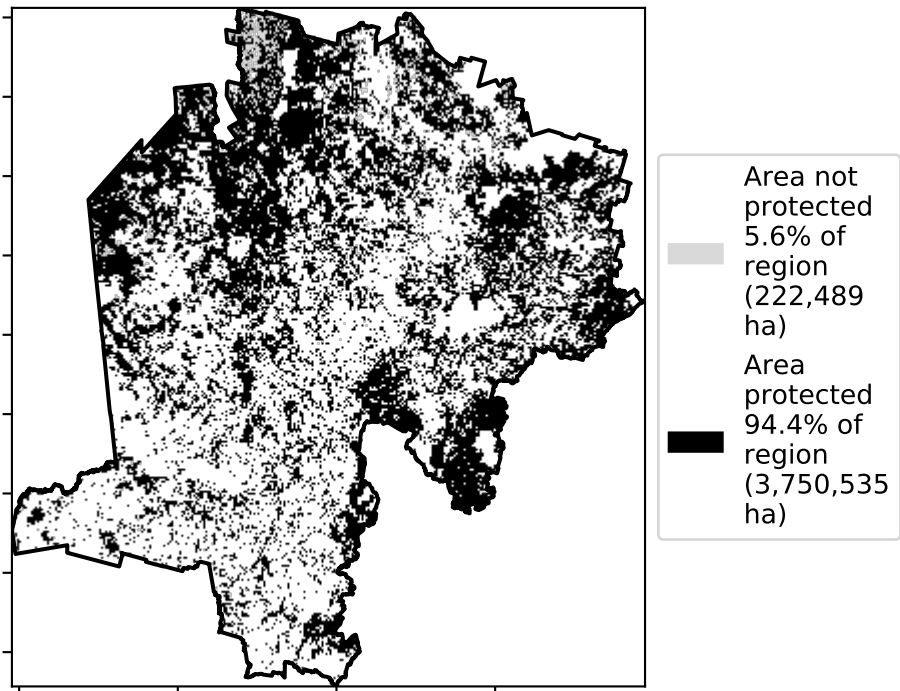 Area not
protected
5.6% of
region
(222,489
ha)
Area
protected
94.4% of
region
(3,750,535
ha)